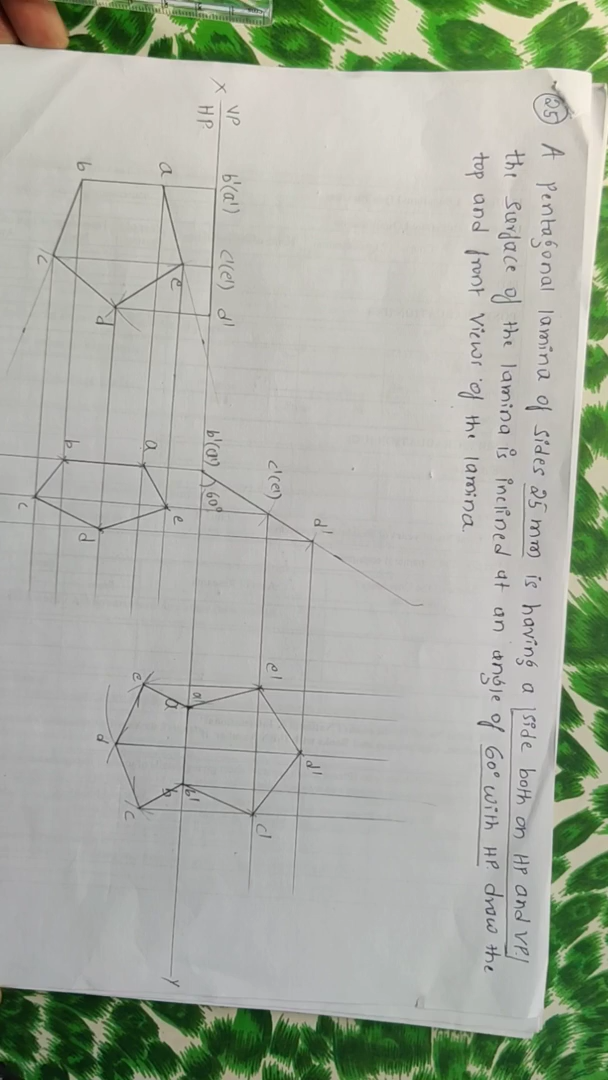 25 A pentagonal lamina of sides 25 mm is having a side both on HP and VP.
the surface of the lamina is inclined at an angle of 60° with HP draw the
top and front views of the lamina
d'
c'(e') e' d'
b'(a') c'(e') d' b'(a') 60° c'
X VP
HP a' b' Y
a b
a e a e e c
d
b d b d
c c